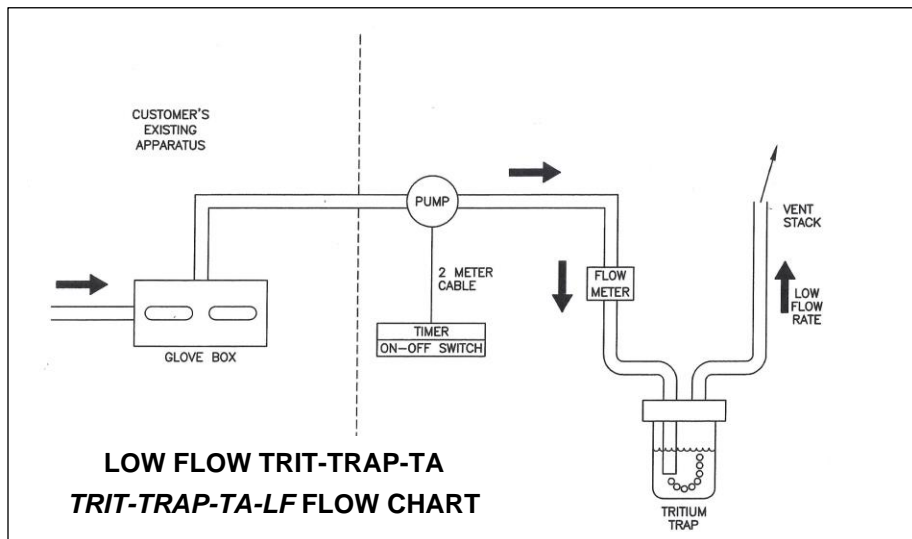 CUSTOMER'S
EXISTING
APPARATUS
PUMP
VENT
STACK
2 METER
CABLE
FLOW
METER
LOW
FLOW
RATE
TIMER
ON-OFF SWITCH
GLOVE BOX
LOW FLOW TRIT-TRAP-TA
TRIT-TRAP-TA-LF FLOW CHART
TRITIUM
TRAP